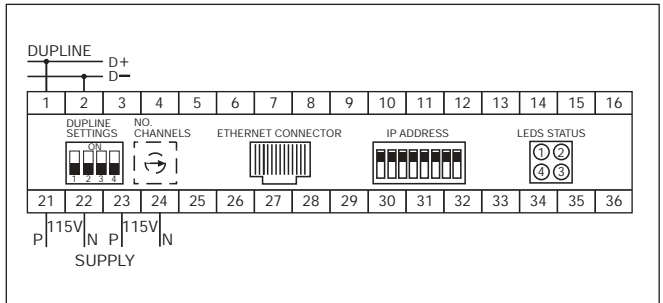 DUPLINE
D+
D−
1 2 3 4 5 6 7 8 9 10 11 12 13 14 15 16
DUPLINE SETTINGS
NO. CHANNELS
ETHERNET CONNECTOR
IP ADDRESS
LEDS STATUS
ON
1 2 3 4
1 2
4 3
21 22 23 24 25 26 27 28 29 30 31 32 33 34 35 36
P 115V N P 115V N
SUPPLY